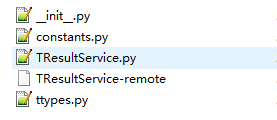 __init__.py
constants.py
TResultService.py
TResultService-remote
ttypes.py